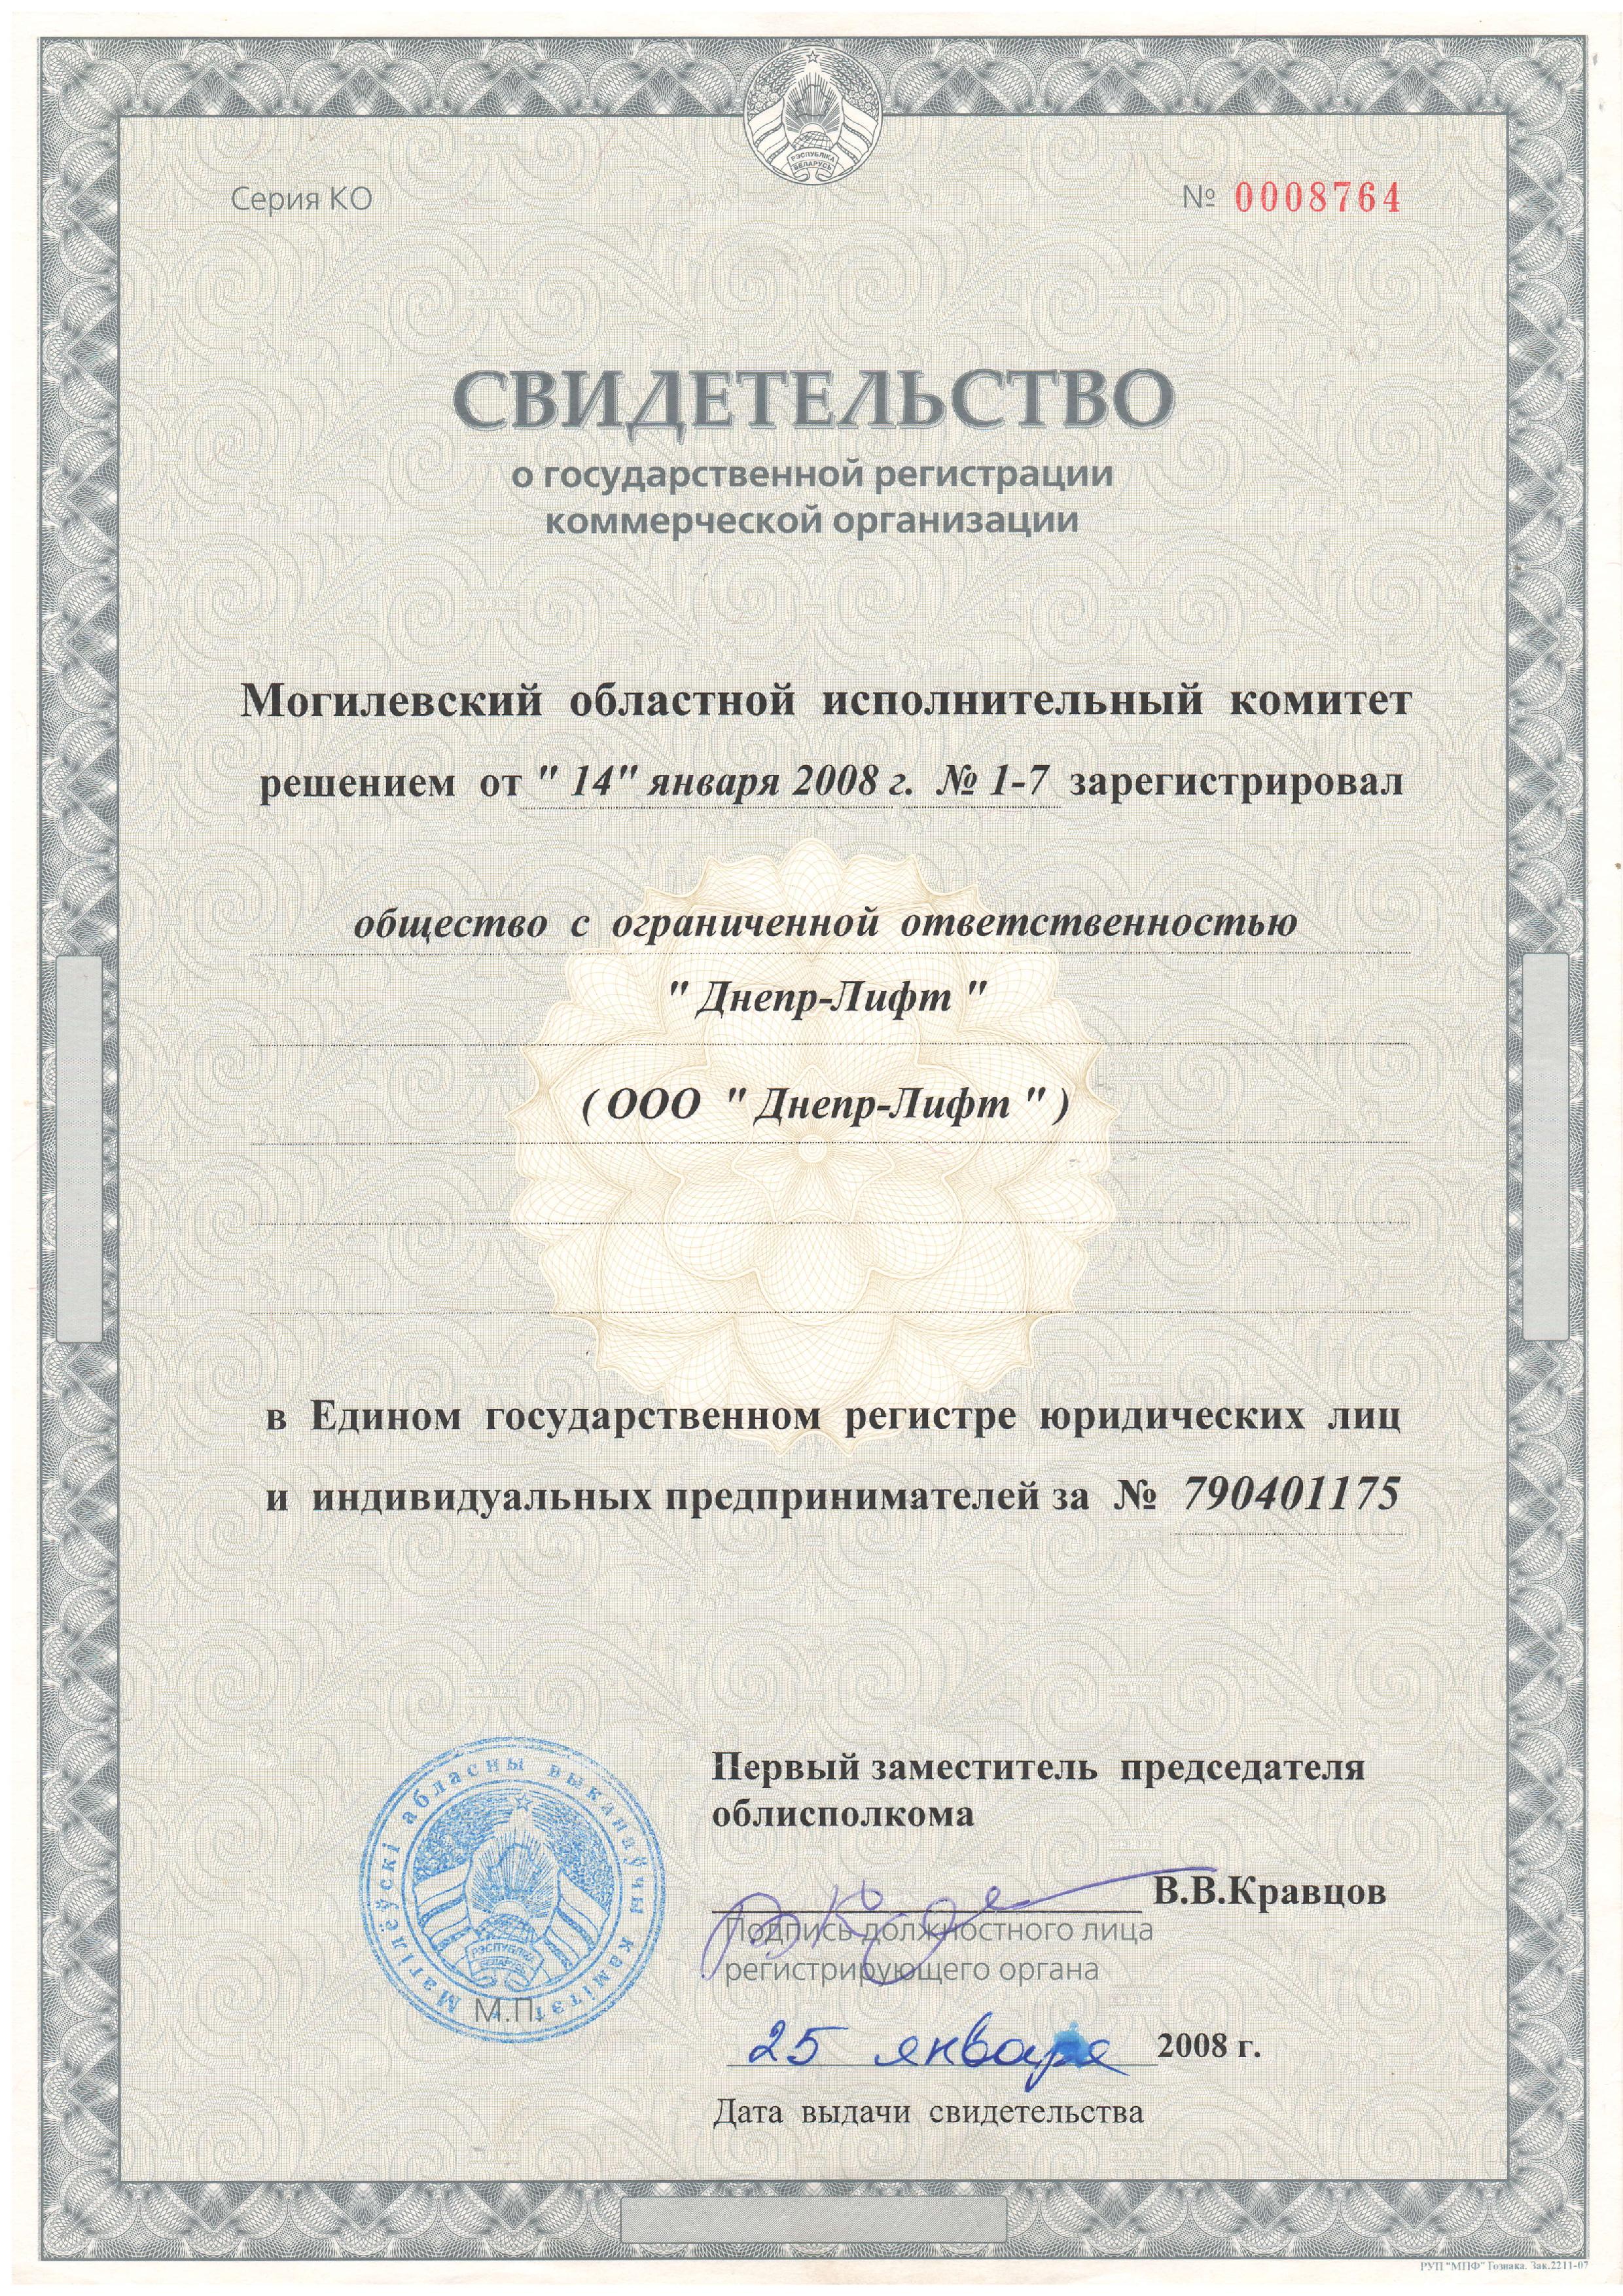 РЭСПУБЛІКА
БЕЛАРУСЬ
Серия КО
№ 0008764
СВИДЕТЕЛЬСТВО
о государственной регистрации
коммерческой организации
Могилевский областной исполнительный комитет
решением от " 14" января 2008 г. № 1-7 зарегистрировал
общество с ограниченной ответственностью
" Днепр-Лифт "
( ООО " Днепр-Лифт " )
в Едином государственном регистре юридических лиц
и индивидуальных предпринимателей за № 790401175
Первый заместитель председателя
облисполкома
В.В.Кравцов
Подпись должностного лица
регистрирующего органа
Магілёўскі абласны выканаўчы камітэт
РЭСПУБЛІКА
БЕЛАРУСЬ
М.П.
25 января 2008 г.
Дата выдачи свидетельства
РУП "МПФ" Гознака. Зак.2211-07